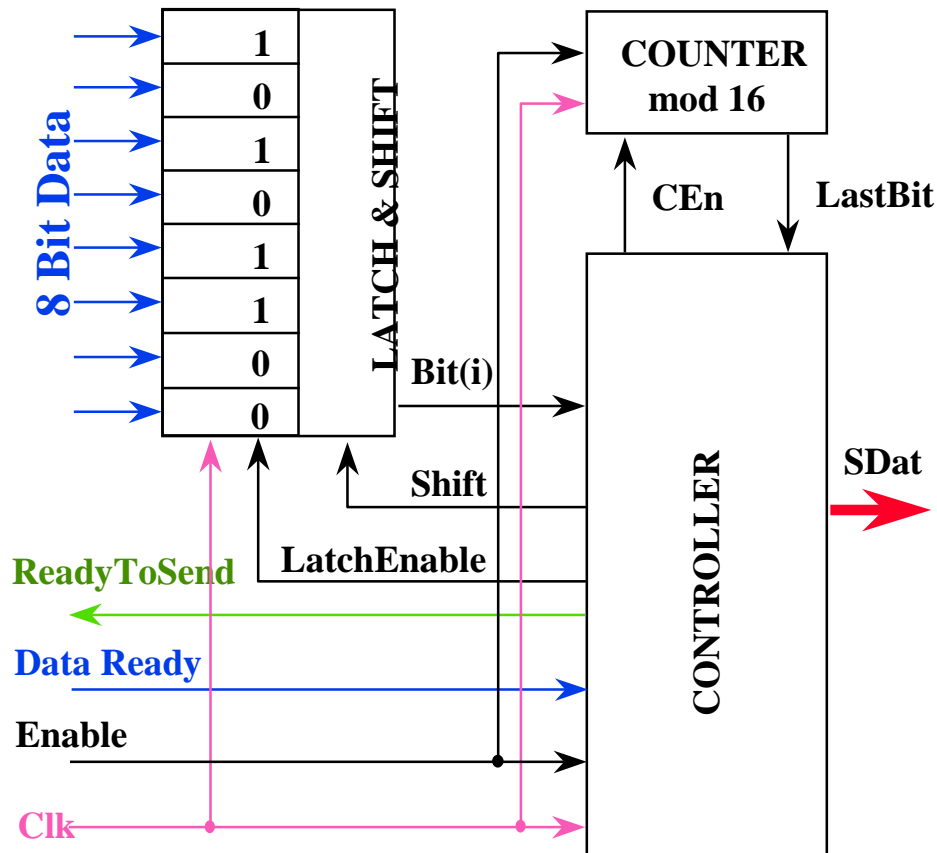 8 Bit Data
1
0
1
0
1
1
0
0
LATCH & SHIFT
COUNTER
mod 16
CEn
LastBit
Bit(i)
Shift
LatchEnable
ReadyToSend
Data Ready
Enable
Clk
CONTROLLER
SDat